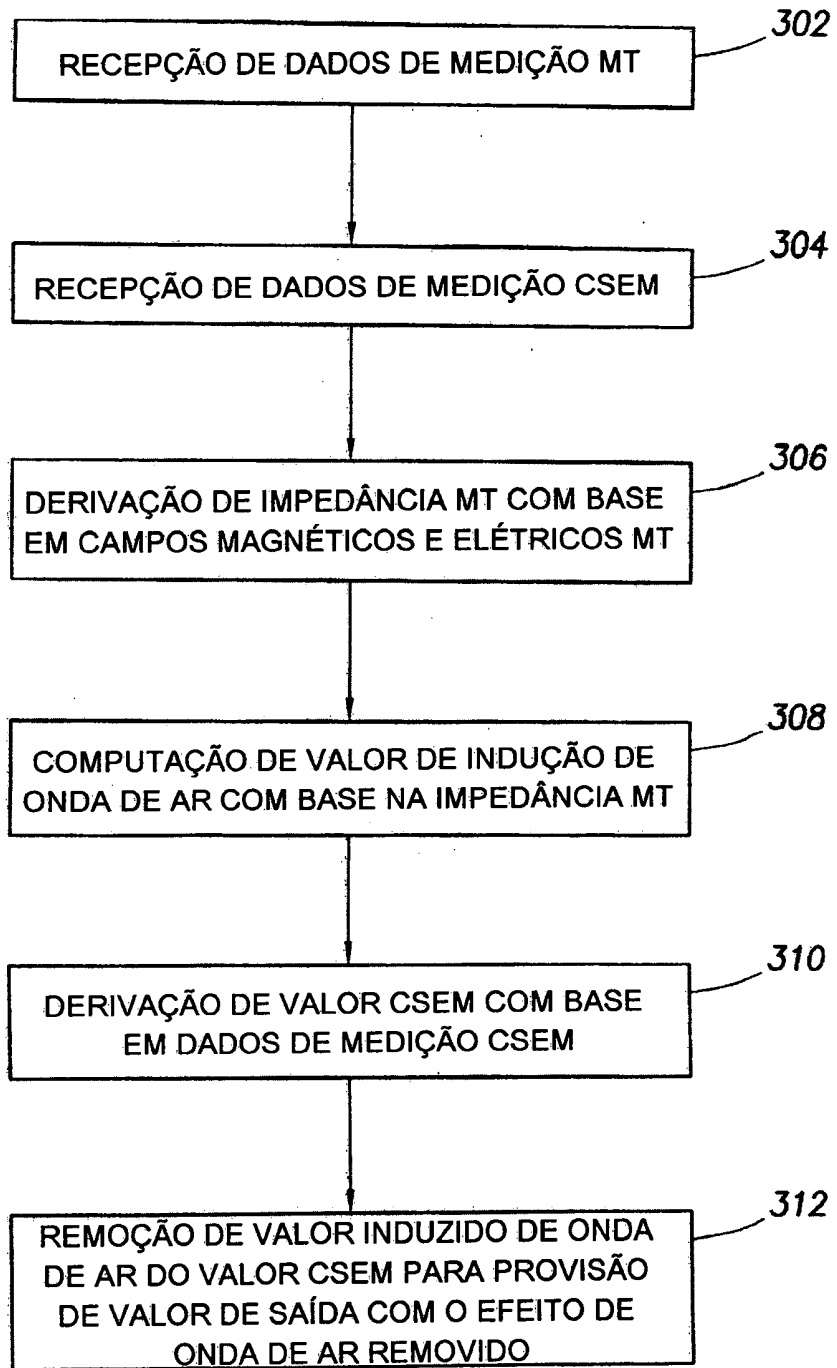 302
RECEPÇÃO DE DADOS DE MEDIÇÃO MT
304
RECEPÇÃO DE DADOS DE MEDIÇÃO CSEM
306
DERIVAÇÃO DE IMPEDÂNCIA MT COM BASE
EM CAMPOS MAGNÉTICOS E ELÉTRICOS MT
308
COMPUTAÇÃO DE VALOR DE INDUÇÃO DE
ONDA DE AR COM BASE NA IMPEDÂNCIA MT
310
DERIVAÇÃO DE VALOR CSEM COM BASE
EM DADOS DE MEDIÇÃO CSEM
312
REMOÇÃO DE VALOR INDUZIDO DE ONDA
DE AR DO VALOR CSEM PARA PROVISÃO
DE VALOR DE SAÍDA COM O EFEITO DE
ONDA DE AR REMOVIDO